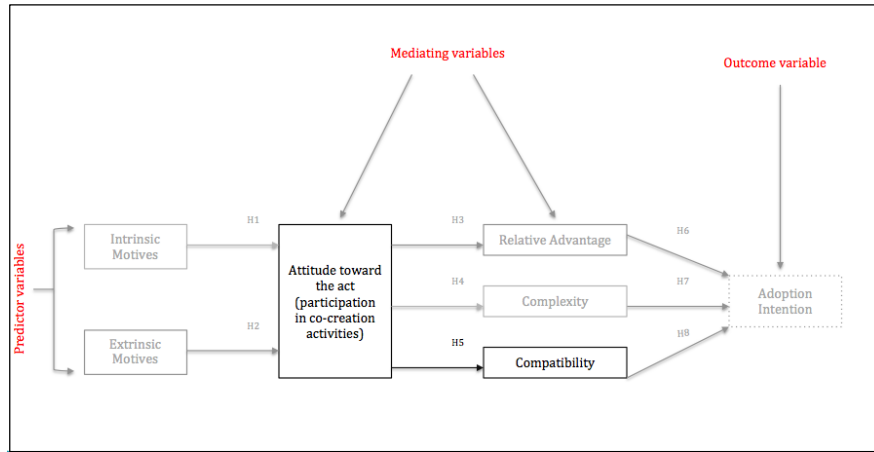 Mediating variables
Outcome variable
Predictor variables
H1
H2
H3
H4
H5
H6
H7
H8
Intrinsic
Motives
Extrinsic
Motives
Attitude toward
the act
(participation
in co-creation
activities)
Relative Advantage
Complexity
Compatibility
Adoption
Intention